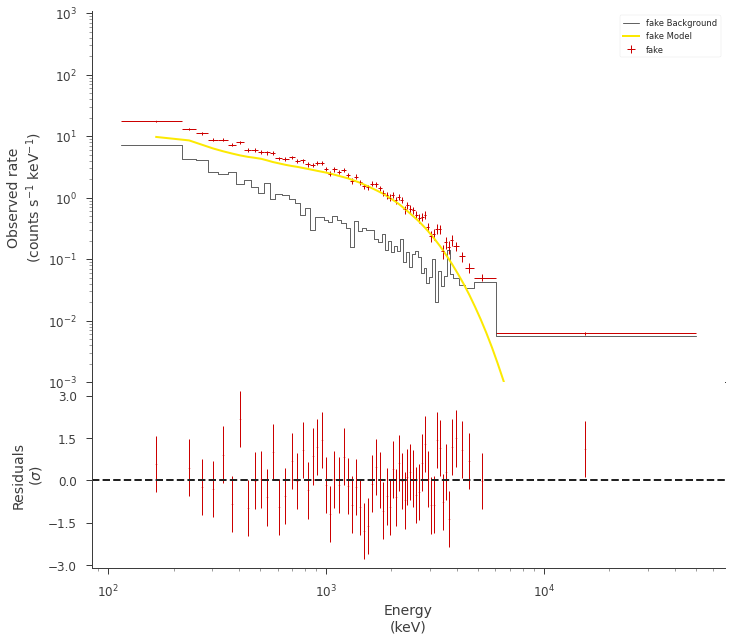 10³
10²
10¹
10⁰
10⁻¹
10⁻²
10⁻³
Observed rate
(counts s⁻¹ keV⁻¹)
fake Background
fake Model
fake
3.0
1.5
0.0
−1.5
−3.0
Residuals
(σ)
10²
10³
10⁴
Energy
(keV)